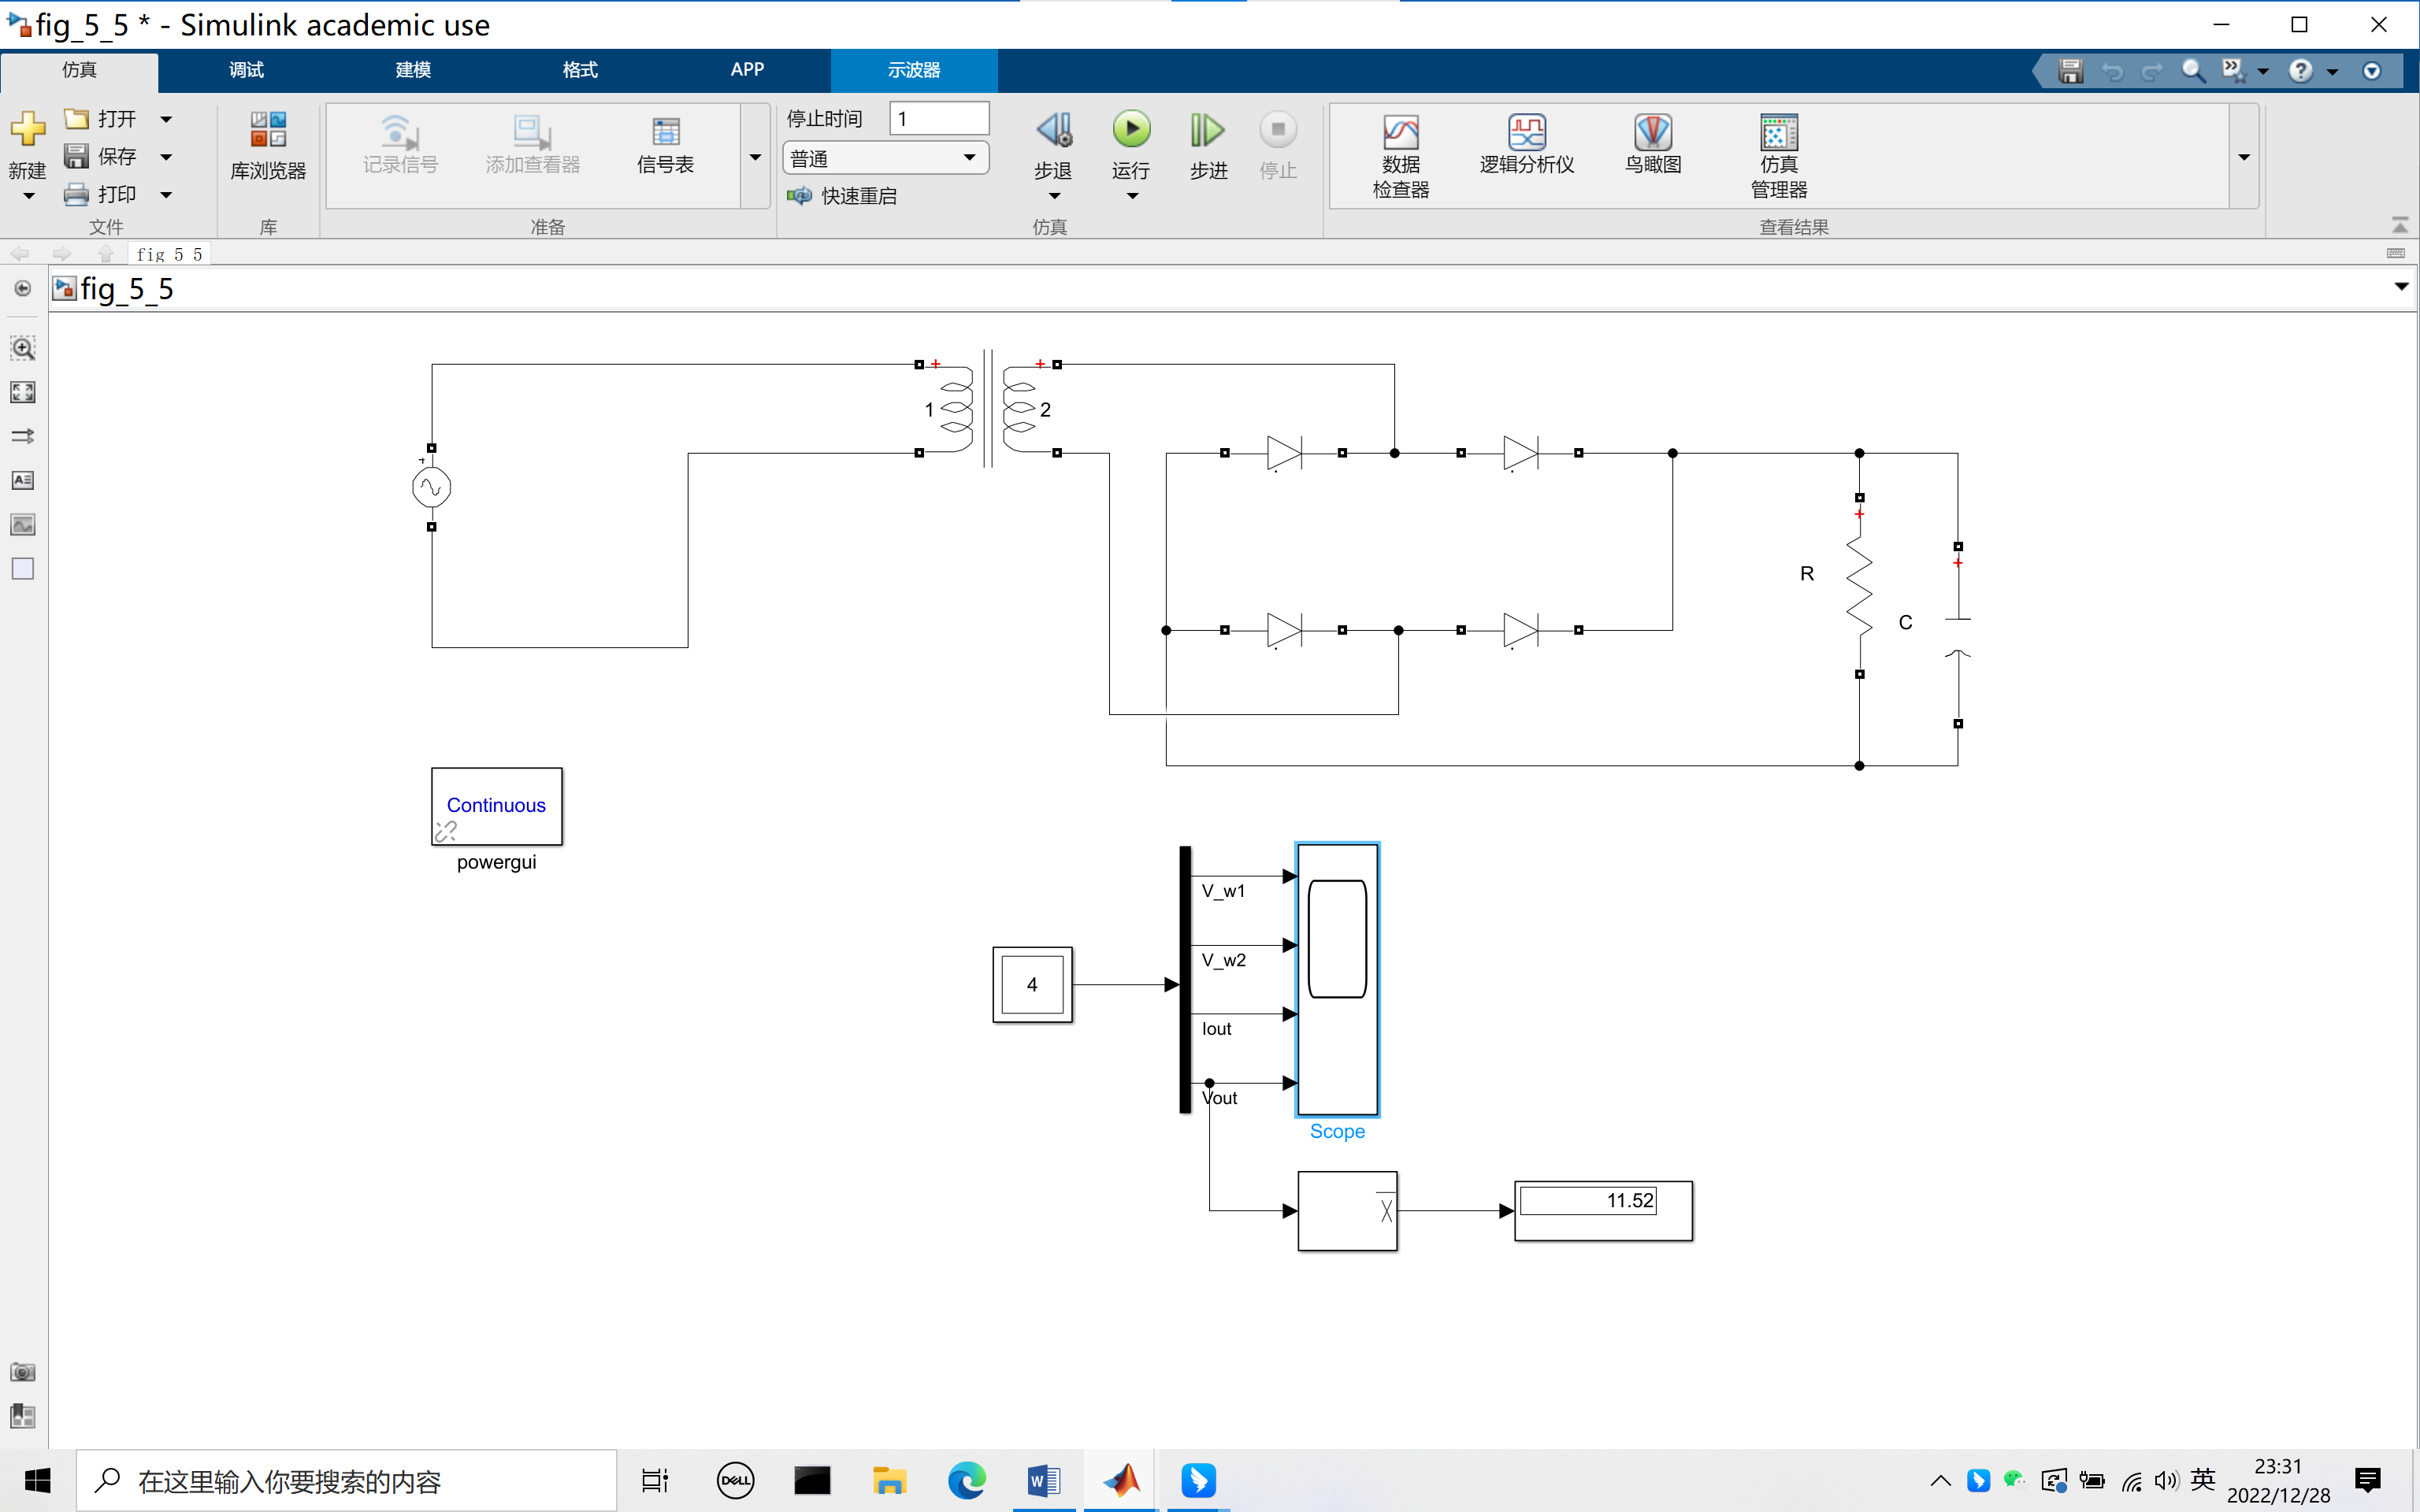 fig_5_5 * - Simulink academic use
仿真 调试 建模 格式 APP 示波器
新建
打开
保存
打印
文件
库浏览器
库
记录信号 添加查看器 信号表
准备
停止时间 1
普通
快速重启
步退 运行 步进 停止
仿真
数据
检查器
逻辑分析仪
鸟瞰图
仿真
管理器
查看结果
fig_5_5
fig_5_5
1 2
R
C
Continuous
powergui
4
V_w1
V_w2
Iout
Vout
Scope
11.52
在这里输入你要搜索的内容
DELL
英
23:31
2022/12/28